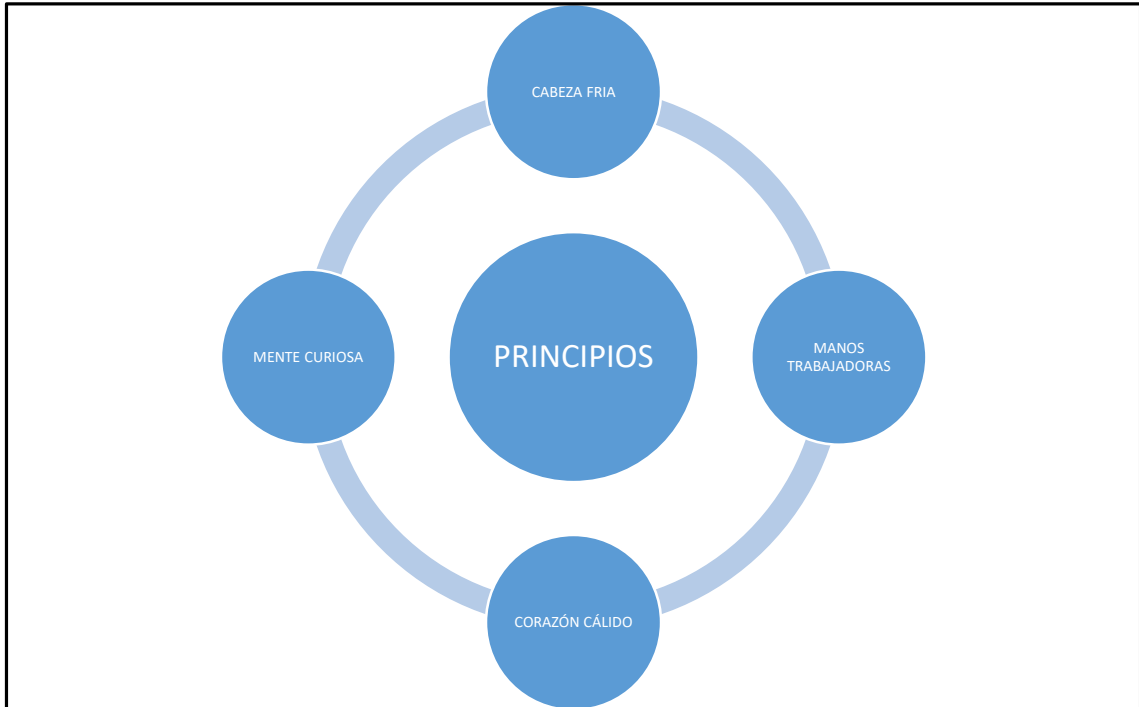 CABEZA FRIA
MENTE CURIOSA
PRINCIPIOS
MANOS
TRABAJADORAS
CORAZÓN CÁLIDO